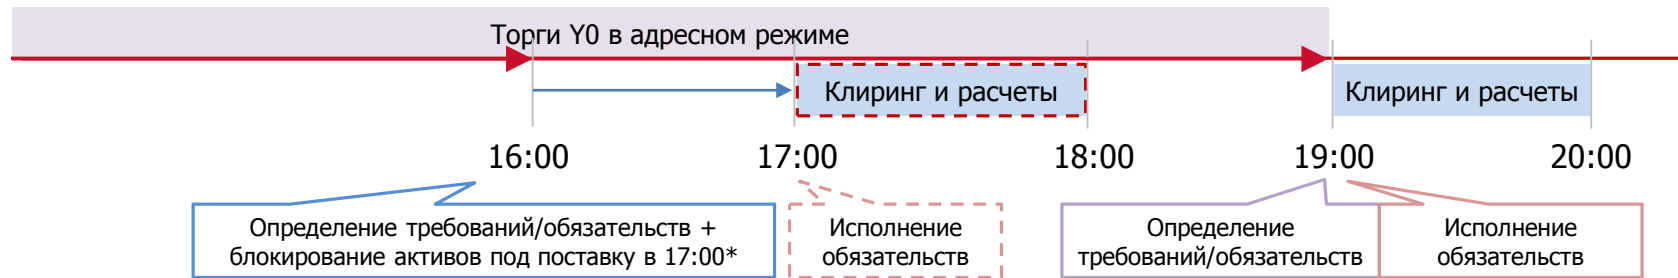 Торги Y0 в адресном режиме
Клиринг и расчеты
Клиринг и расчеты
16:00
17:00
18:00
19:00
20:00
Определение требований/обязательств +
блокирование активов под поставку в 17:00*
Исполнение
обязательств
Определение
требований/обязательств
Исполнение
обязательств